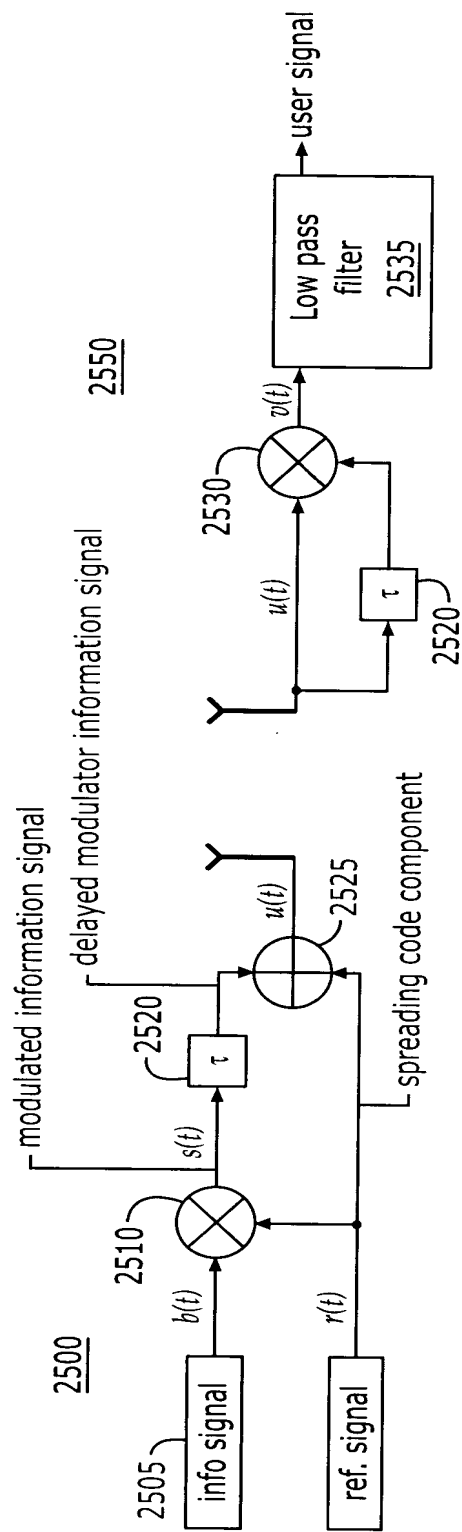 2500
2505
info signal
b(t)
2510
modulated information signal
s(t)
2520
τ
delayed modulator information signal
ref. signal
r(t)
u(t)
2525
spreading code component
2550
u(t)
2530
v(t)
τ
2520
Low pass
filter
2535
user signal